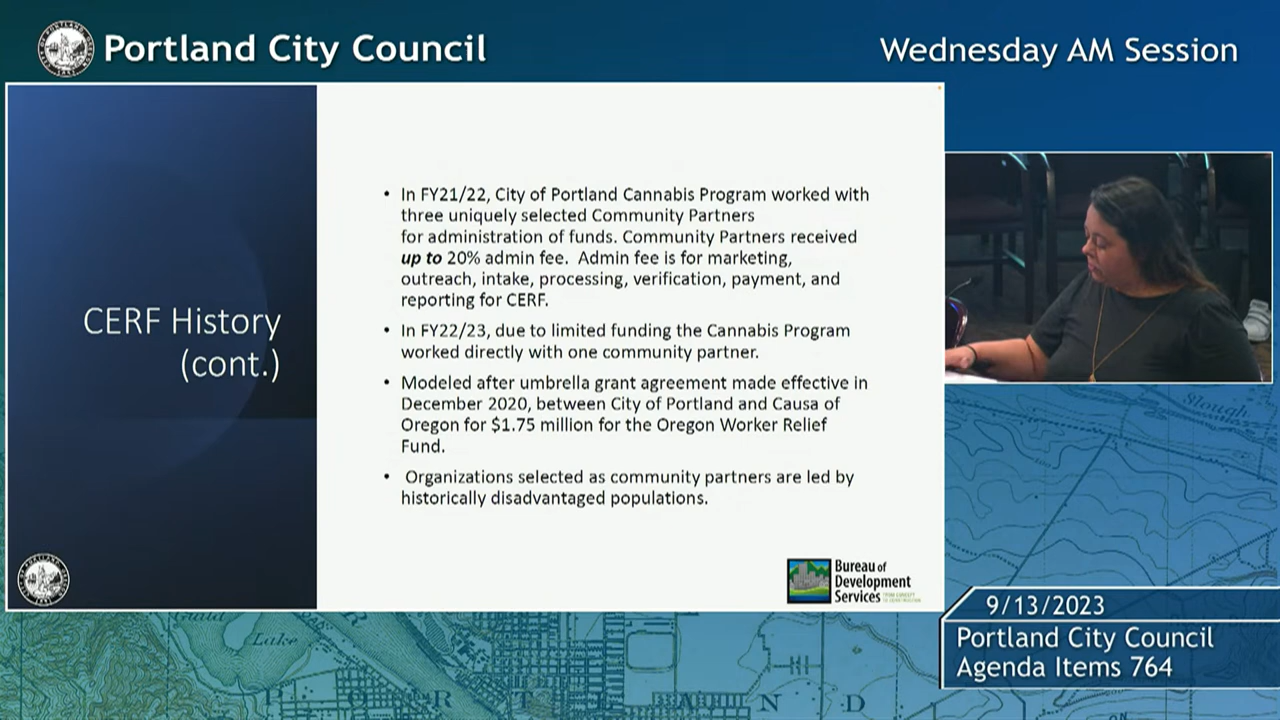 Portland City Council
Wednesday AM Session
CERF History
(cont.)
• In FY21/22, City of Portland Cannabis Program worked with
three uniquely selected Community Partners
for administration of funds. Community Partners received
up to 20% admin fee. Admin fee is for marketing,
outreach, intake, processing, verification, payment, and
reporting for CERF.
• In FY22/23, due to limited funding the Cannabis Program
worked directly with one community partner.
• Modeled after umbrella grant agreement made effective in
December 2020, between City of Portland and Causa of
Oregon for $1.75 million for the Oregon Worker Relief
Fund.
• Organizations selected as community partners are led by
historically disadvantaged populations.
Bureau of
Development
Services
Slough
9/13/2023
Portland City Council
Agenda Items 764
Guild
Lake
R T L A N D